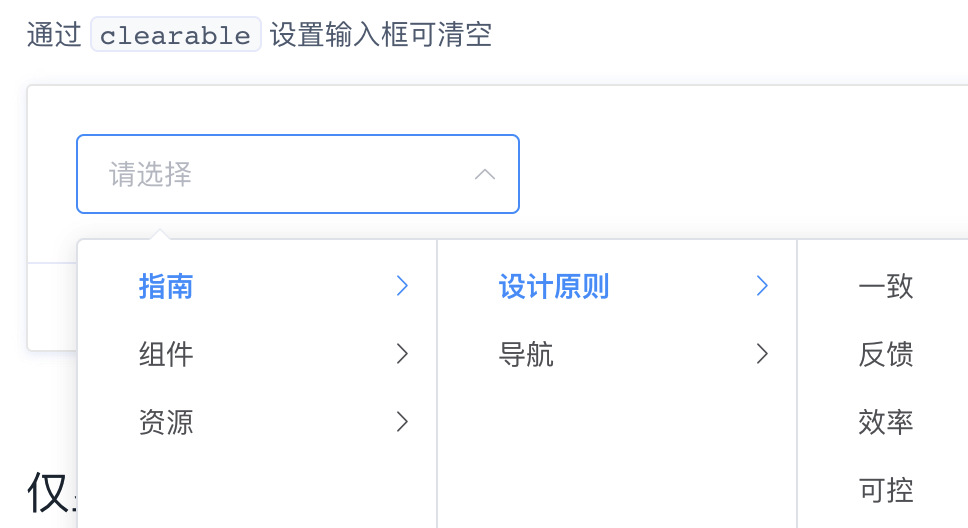 通过 clearable 设置输入框可清空
请选择
指南
组件
资源
设计原则
导航
一致
反馈
效率
可控
仅